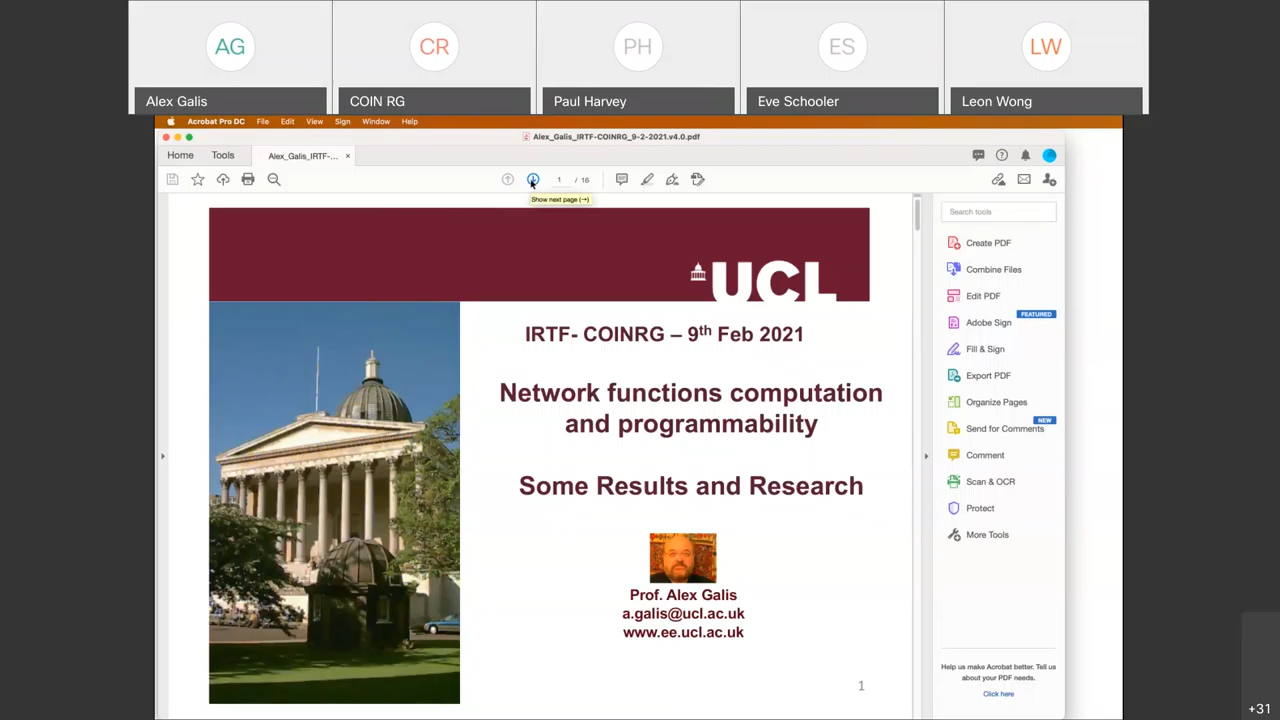 AG
CR
PH
ES
LW
Alex Galis
COIN RG
Paul Harvey
Eve Schooler
Leon Wong
Acrobat Pro DC File Edit View Sign Window Help
Alex_Galis_IRTF-COINRG_9-2-2021.v4.0.pdf
Home Tools Alex_Galis_IRTF-... ×
1 / 16
Show next page (→)
Search tools
UCL
IRTF- COINRG – 9th Feb 2021
Network functions computation
and programmability
Some Results and Research
Prof. Alex Galis
a.galis@ucl.ac.uk
www.ee.ucl.ac.uk
1
Create PDF
Combine Files
Edit PDF
FEATURED
Adobe Sign
Fill & Sign
Export PDF
Organize Pages
NEW
Send for Comments
Comment
Scan & OCR
Protect
More Tools
Help us make Acrobat better. Tell us
about your PDF needs.
Click here
+31